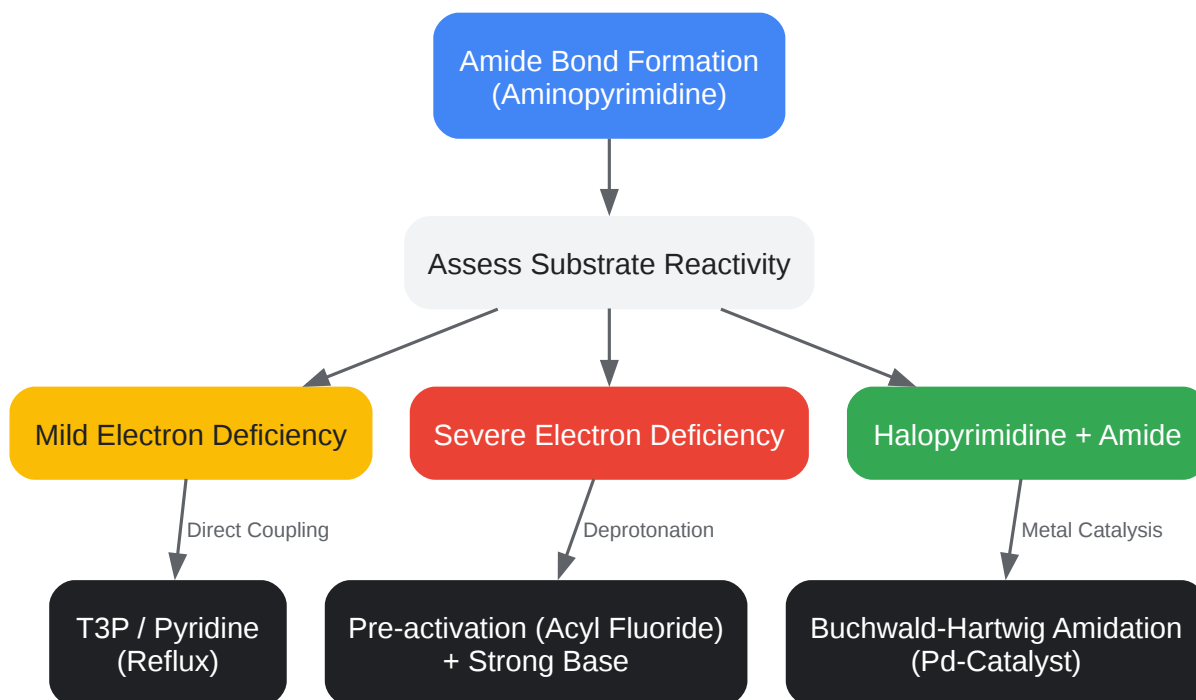 Amide Bond Formation
(Aminopyrimidine)
Assess Substrate Reactivity
Mild Electron Deficiency
Severe Electron Deficiency
Halopyrimidine + Amide
Direct Coupling
Deprotonation
Metal Catalysis
T3P / Pyridine
(Reflux)
Pre-activation (Acyl Fluoride)
+ Strong Base
Buchwald-Hartwig Amidation
(Pd-Catalyst)